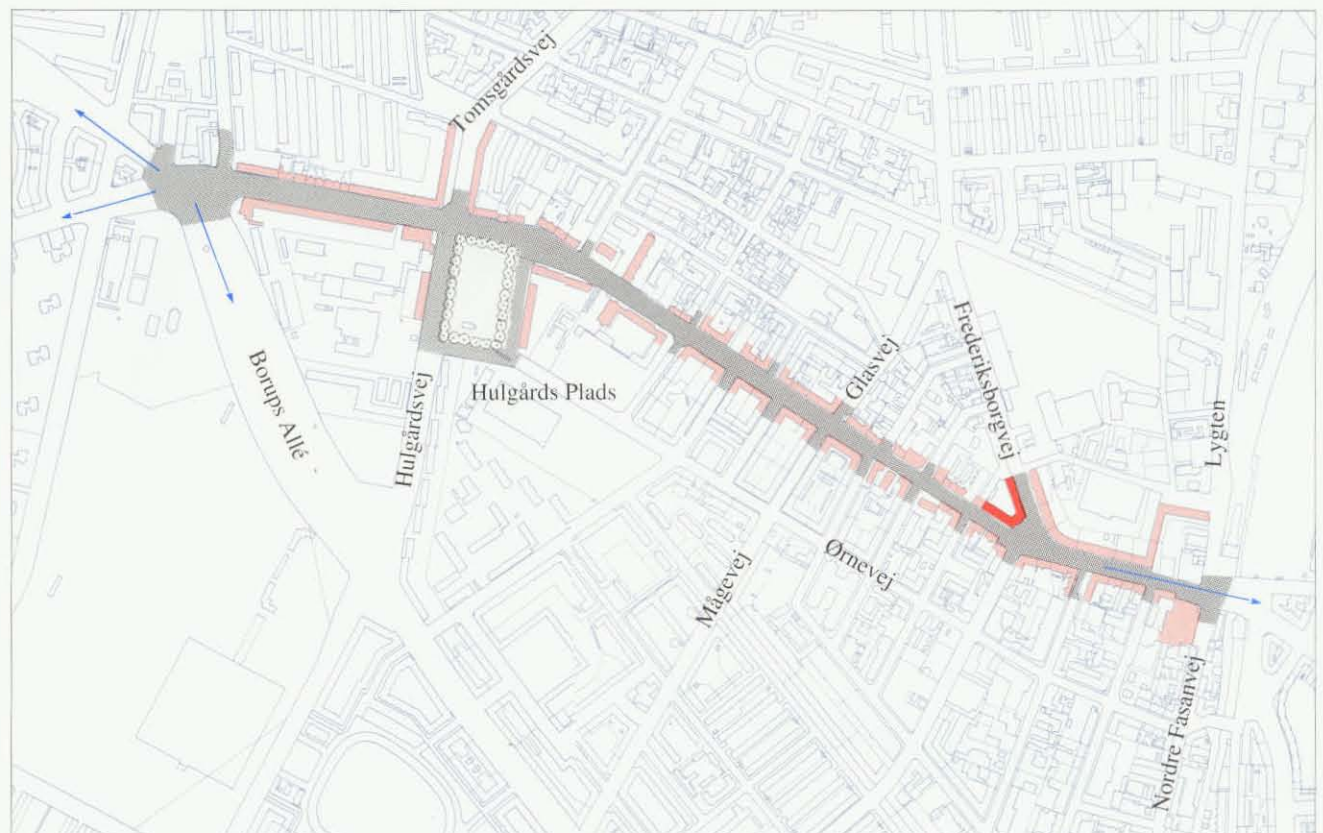 Tomsgårdsvej
Borups Allé
Hulgårdsvej
Hulgårds Plads
Glasvej
Frederiksborgvej
Lygten
Mågevej
Ørnevej
Nordre Fasanvej